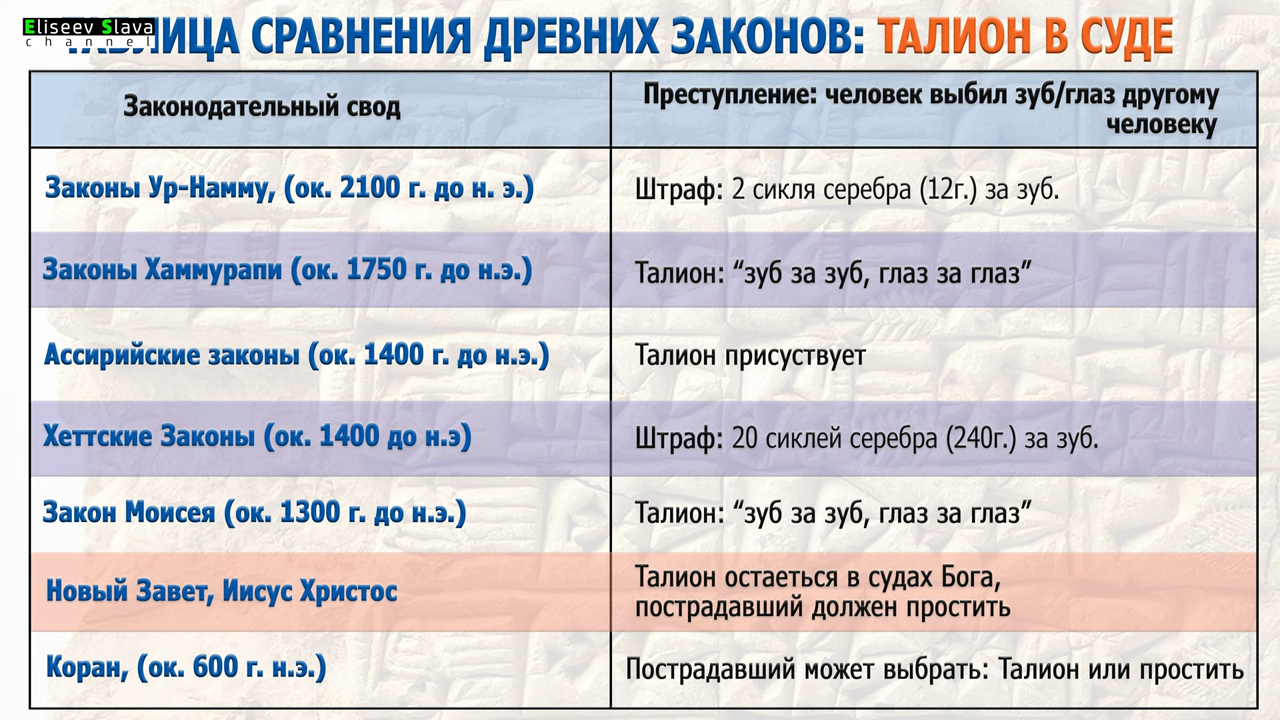 Eliseev Slava
channel
ТАБЛИЦА СРАВНЕНИЯ ДРЕВНИХ ЗАКОНОВ: ТАЛИОН В СУДЕ
Законодательный свод
Преступление: человек выбил зуб/глаз другому
человеку
Законы Ур-Намму, (ок. 2100 г. до н. э.)
Штраф: 2 сикля серебра (12г.) за зуб.
Законы Хаммурапи (ок. 1750 г. до н.э.)
Талион: “зуб за зуб, глаз за глаз”
Ассирийские законы (ок. 1400 г. до н.э.)
Талион присуствует
Хеттские Законы (ок. 1400 до н.э)
Штраф: 20 сиклей серебра (240г.) за зуб.
Закон Моисея (ок. 1300 г. до н.э.)
Талион: “зуб за зуб, глаз за глаз”
Новый Завет, Иисус Христос
Талион остаеться в судах Бога,
пострадавший должен простить
Коран, (ок. 600 г. н.э.)
Пострадавший может выбрать: Талион или простить